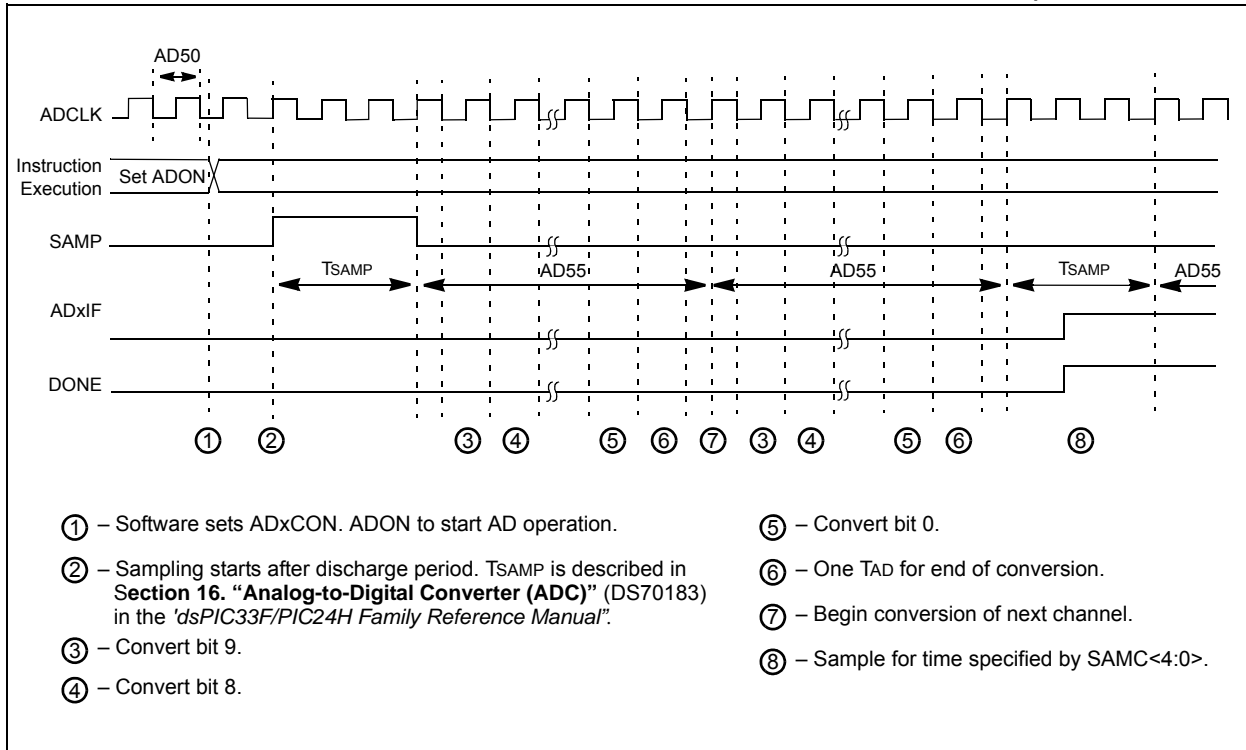 AD50
ADCLK
Instruction
Execution
Set ADON
SAMP
TSAMP
AD55
AD55
TSAMP
AD55
ADxIF
DONE
① ② ③ ④ ⑤ ⑥ ⑦ ③ ④ ⑤ ⑥ ⑧
① – Software sets ADxCON. ADON to start AD operation.
② – Sampling starts after discharge period. TSAMP is described in
Section 16. “Analog-to-Digital Converter (ADC)” (DS70183)
in the 'dsPIC33F/PIC24H Family Reference Manual”.
③ – Convert bit 9.
④ – Convert bit 8.
⑤ – Convert bit 0.
⑥ – One TAD for end of conversion.
⑦ – Begin conversion of next channel.
⑧ – Sample for time specified by SAMC<4:0>.